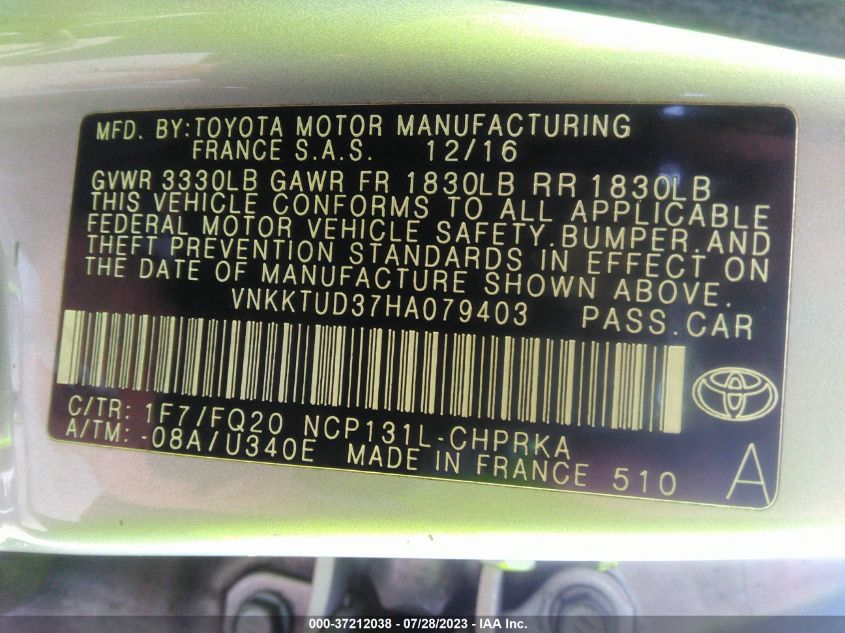 MFD. BY:TOYOTA MOTOR MANUFACTURING
FRANCE S.A.S. 12/16
GVWR 3330LB GAWR FR 1830LB RR 1830LB
THIS VEHICLE CONFORMS TO ALL APPLICABLE
FEDERAL MOTOR VEHICLE SAFETY.BUMPER.AND
THEFT PREVENTION STANDARDS IN EFFECT ON
THE DATE OF MANUFACTURE SHOWN ABOVE.
VNKKTUD37HA079403 PASS.CAR
C/TR: 1F7/FQ20 NCP131L-CHPRKA
A/TM: -08A/U340E MADE IN FRANCE 510 A
000-37212038 / 07/28/2023 - IAA Inc.